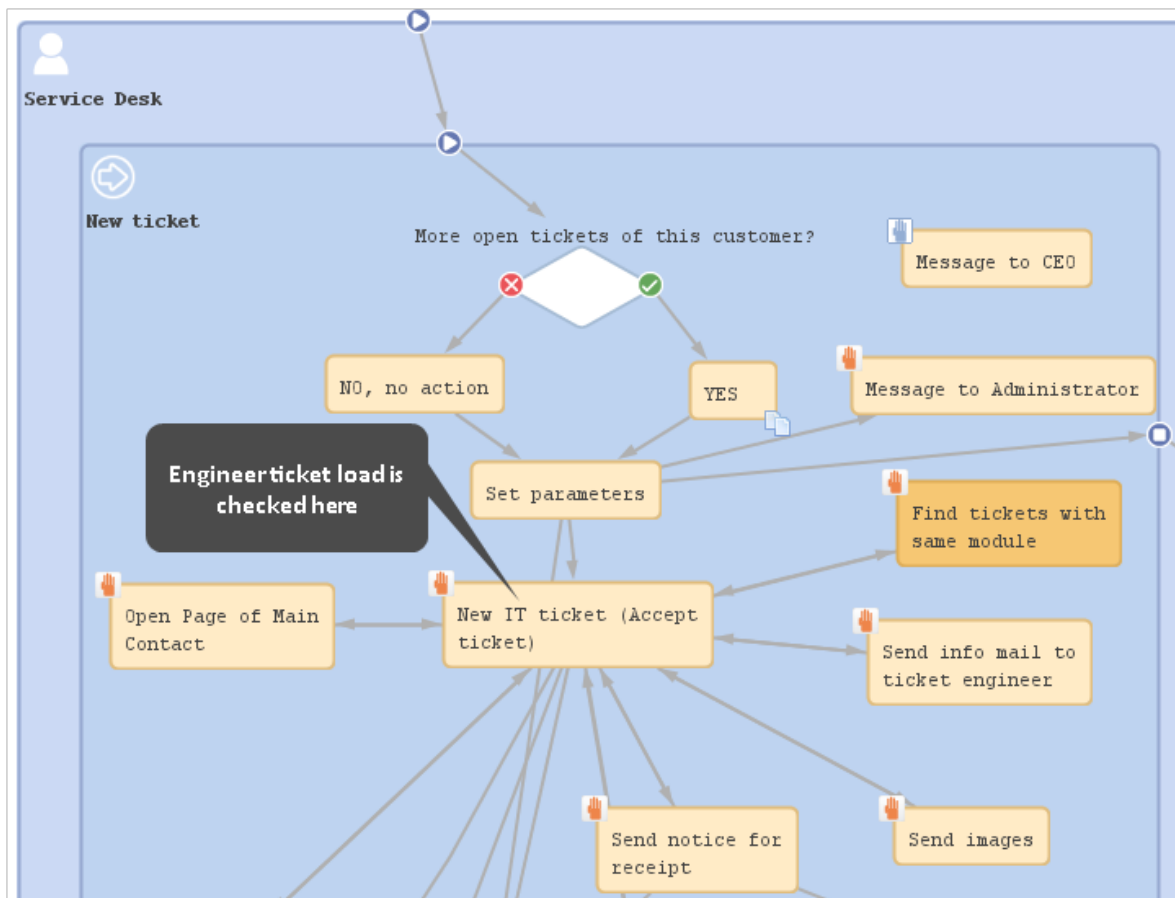 Service Desk
New ticket
More open tickets of this customer?
Message to CEO
NO, no action
YES
Message to Administrator
Engineer ticket load is
checked here
Set parameters
Find tickets with
same module
Open Page of Main
Contact
New IT ticket (Accept
ticket)
Send info mail to
ticket engineer
Send notice for
receipt
Send images